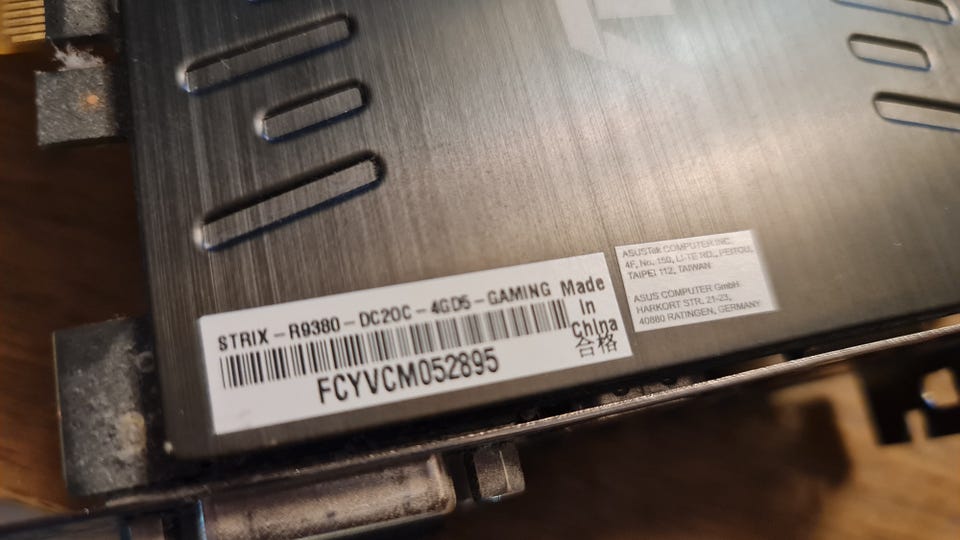 STRIX-R9380-DC2OC-4GD5-GAMING
FCYVCM052895
Made
in
China
合格
ASUSTek COMPUTER INC.
4F, No. 150, LI-TE RD., PEITOU,
TAIPEI 112, TAIWAN
ASUS COMPUTER GmbH
HARKORT STR. 21-23,
40880 RATINGEN, GERMANY